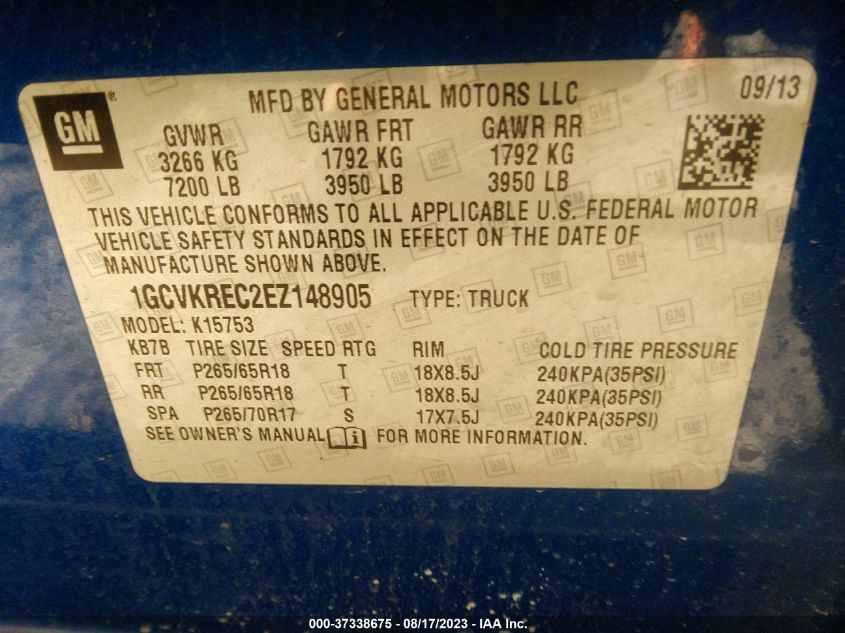 GM ® MFD BY GENERAL MOTORS LLC 09/13
GVWR GAWR FRT GAWR RR
3266 KG 1792 KG 1792 KG
7200 LB 3950 LB 3950 LB
THIS VEHICLE CONFORMS TO ALL APPLICABLE U.S. FEDERAL MOTOR
VEHICLE SAFETY STANDARDS IN EFFECT ON THE DATE OF
MANUFACTURE SHOWN ABOVE.
1GCVKREC2EZ148905 TYPE: TRUCK
MODEL: K15753
KB7B TIRE SIZE SPEED RTG RIM COLD TIRE PRESSURE
FRT P265/65R18 T 18X8.5J 240KPA(35PSI)
RR P265/65R18 T 18X8.5J 240KPA(35PSI)
SPA P265/70R17 S 17X7.5J 240KPA(35PSI)
SEE OWNER'S MANUAL i FOR MORE INFORMATION.
000-37338675 - 08/17/2023 - © IAA Inc.